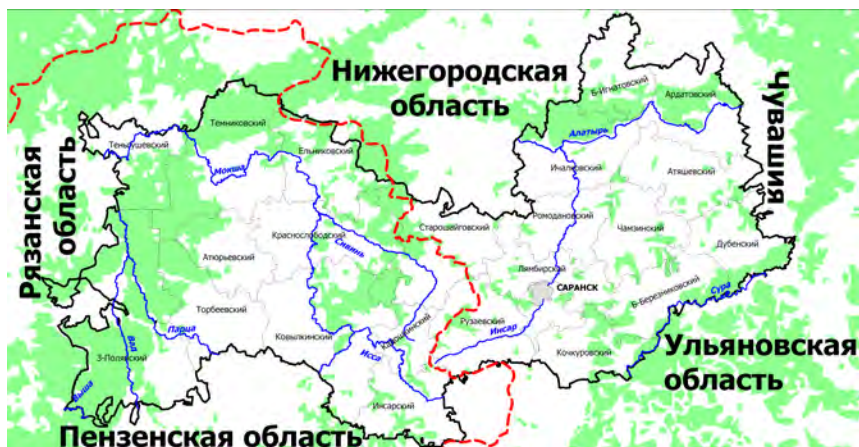 Нижегородская
область
Чувашия
Рязанская
область
Ульяновская
область
Пензенская область
Б-Игнатовский
Ардатовский
Алатырь
Темниковский
Теньгушевский
Ельниковский
Мокша
Ичалковский
Атяшевский
Краснослободский
Старошайговский
Ромодановский
Чамзинский
Дубенский
Сивинь
Атюрьевский
Лямбирский
САРАНСК
Б-Березниковский
Сура
Торбеевский
Парца
Ковылкинский
Рузаевский
Инсар
Кочкуровский
З-Полянский
Вад
Исса
Выша
Инсарский